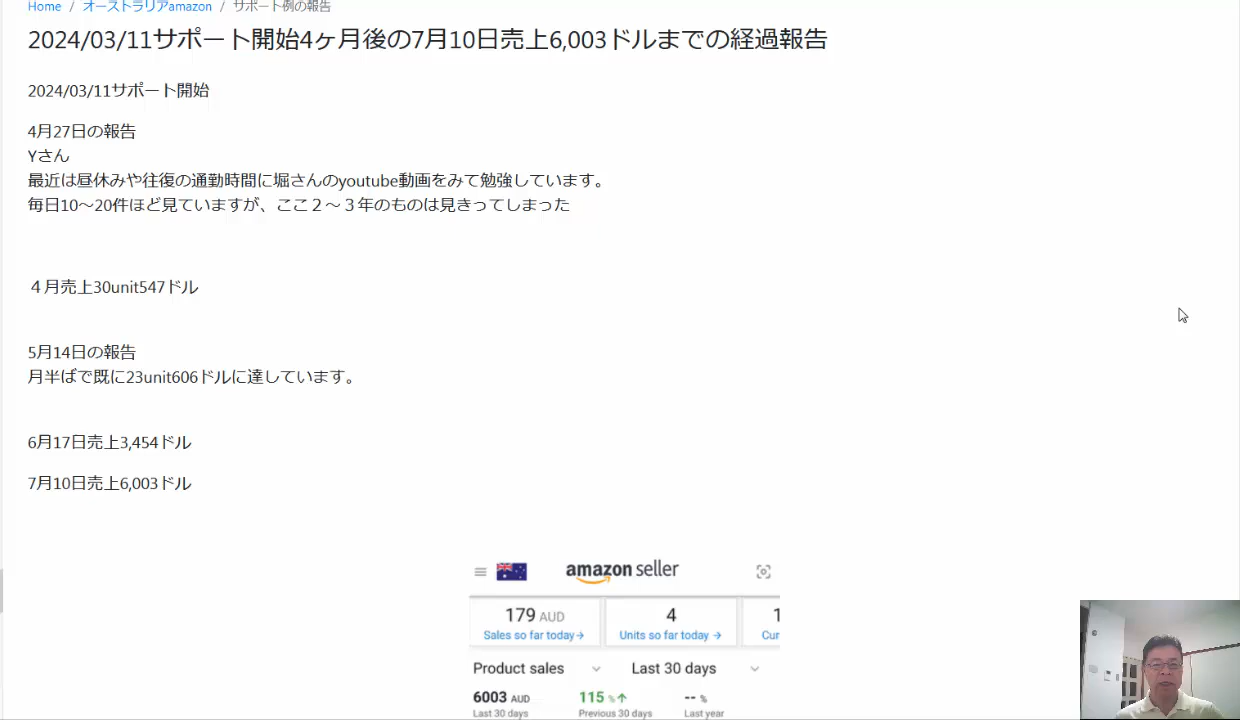 Home / オーストラリアamazon / サポート例の報告
2024/03/11サポート開始4ヶ月後の7月10日売上6,003ドルまでの経過報告
2024/03/11サポート開始
4月27日の報告
Yさん
最近は昼休みや往復の通勤時間に堀さんのyoutube動画をみて勉強しています。
毎日10〜20件ほど見ていますが、ここ２〜３年のものは見きってしまった
４月売上30unit547ドル
5月14日の報告
月半ばで既に23unit606ドルに達しています。
6月17日売上3,454ドル
7月10日売上6,003ドル
amazon seller
179 AUD 4 1
Sales so far today→ Units so far today → Cur
Product sales Last 30 days
6003 AUD 115 %↑ -- %
Last 30 days Previous 30 days Last year